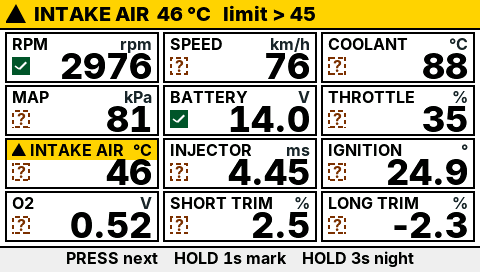 INTAKE AIR 46 °C limit > 45
RPM rpm
2976
SPEED km/h
? 76
COOLANT °C
? 88
MAP kPa
? 81
BATTERY V
14.0
THROTTLE %
? 35
INTAKE AIR °C
? 46
INJECTOR ms
? 4.45
IGNITION °
? 24.9
O2 V
? 0.52
SHORT TRIM %
? 2.5
LONG TRIM %
? -2.3
PRESS next HOLD 1s mark HOLD 3s night